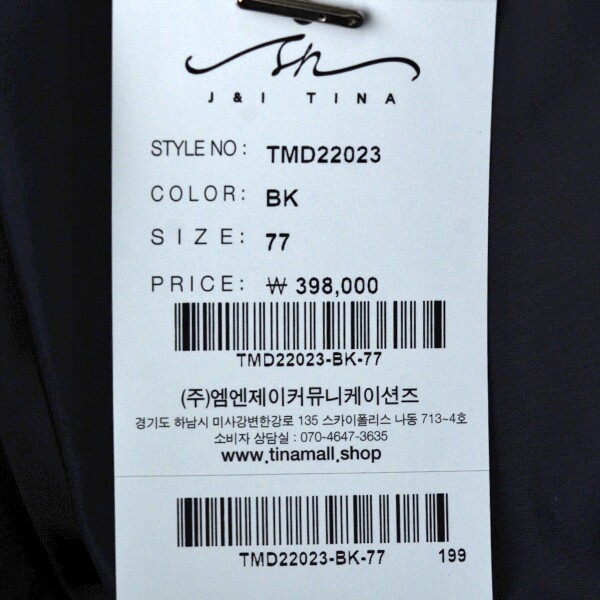 J & I TINA
STYLE NO : TMD22023
COLOR: BK
SIZE: 77
PRICE: ₩ 398,000
TMD22023-BK-77
(주)엠엔제이커뮤니케이션즈
경기도 하남시 미사강변한강로 135 스카이폴리스 나동 713~4호
소비자 상담실 : 070-4647-3635
www.tinamall.shop
TMD22023-BK-77 199